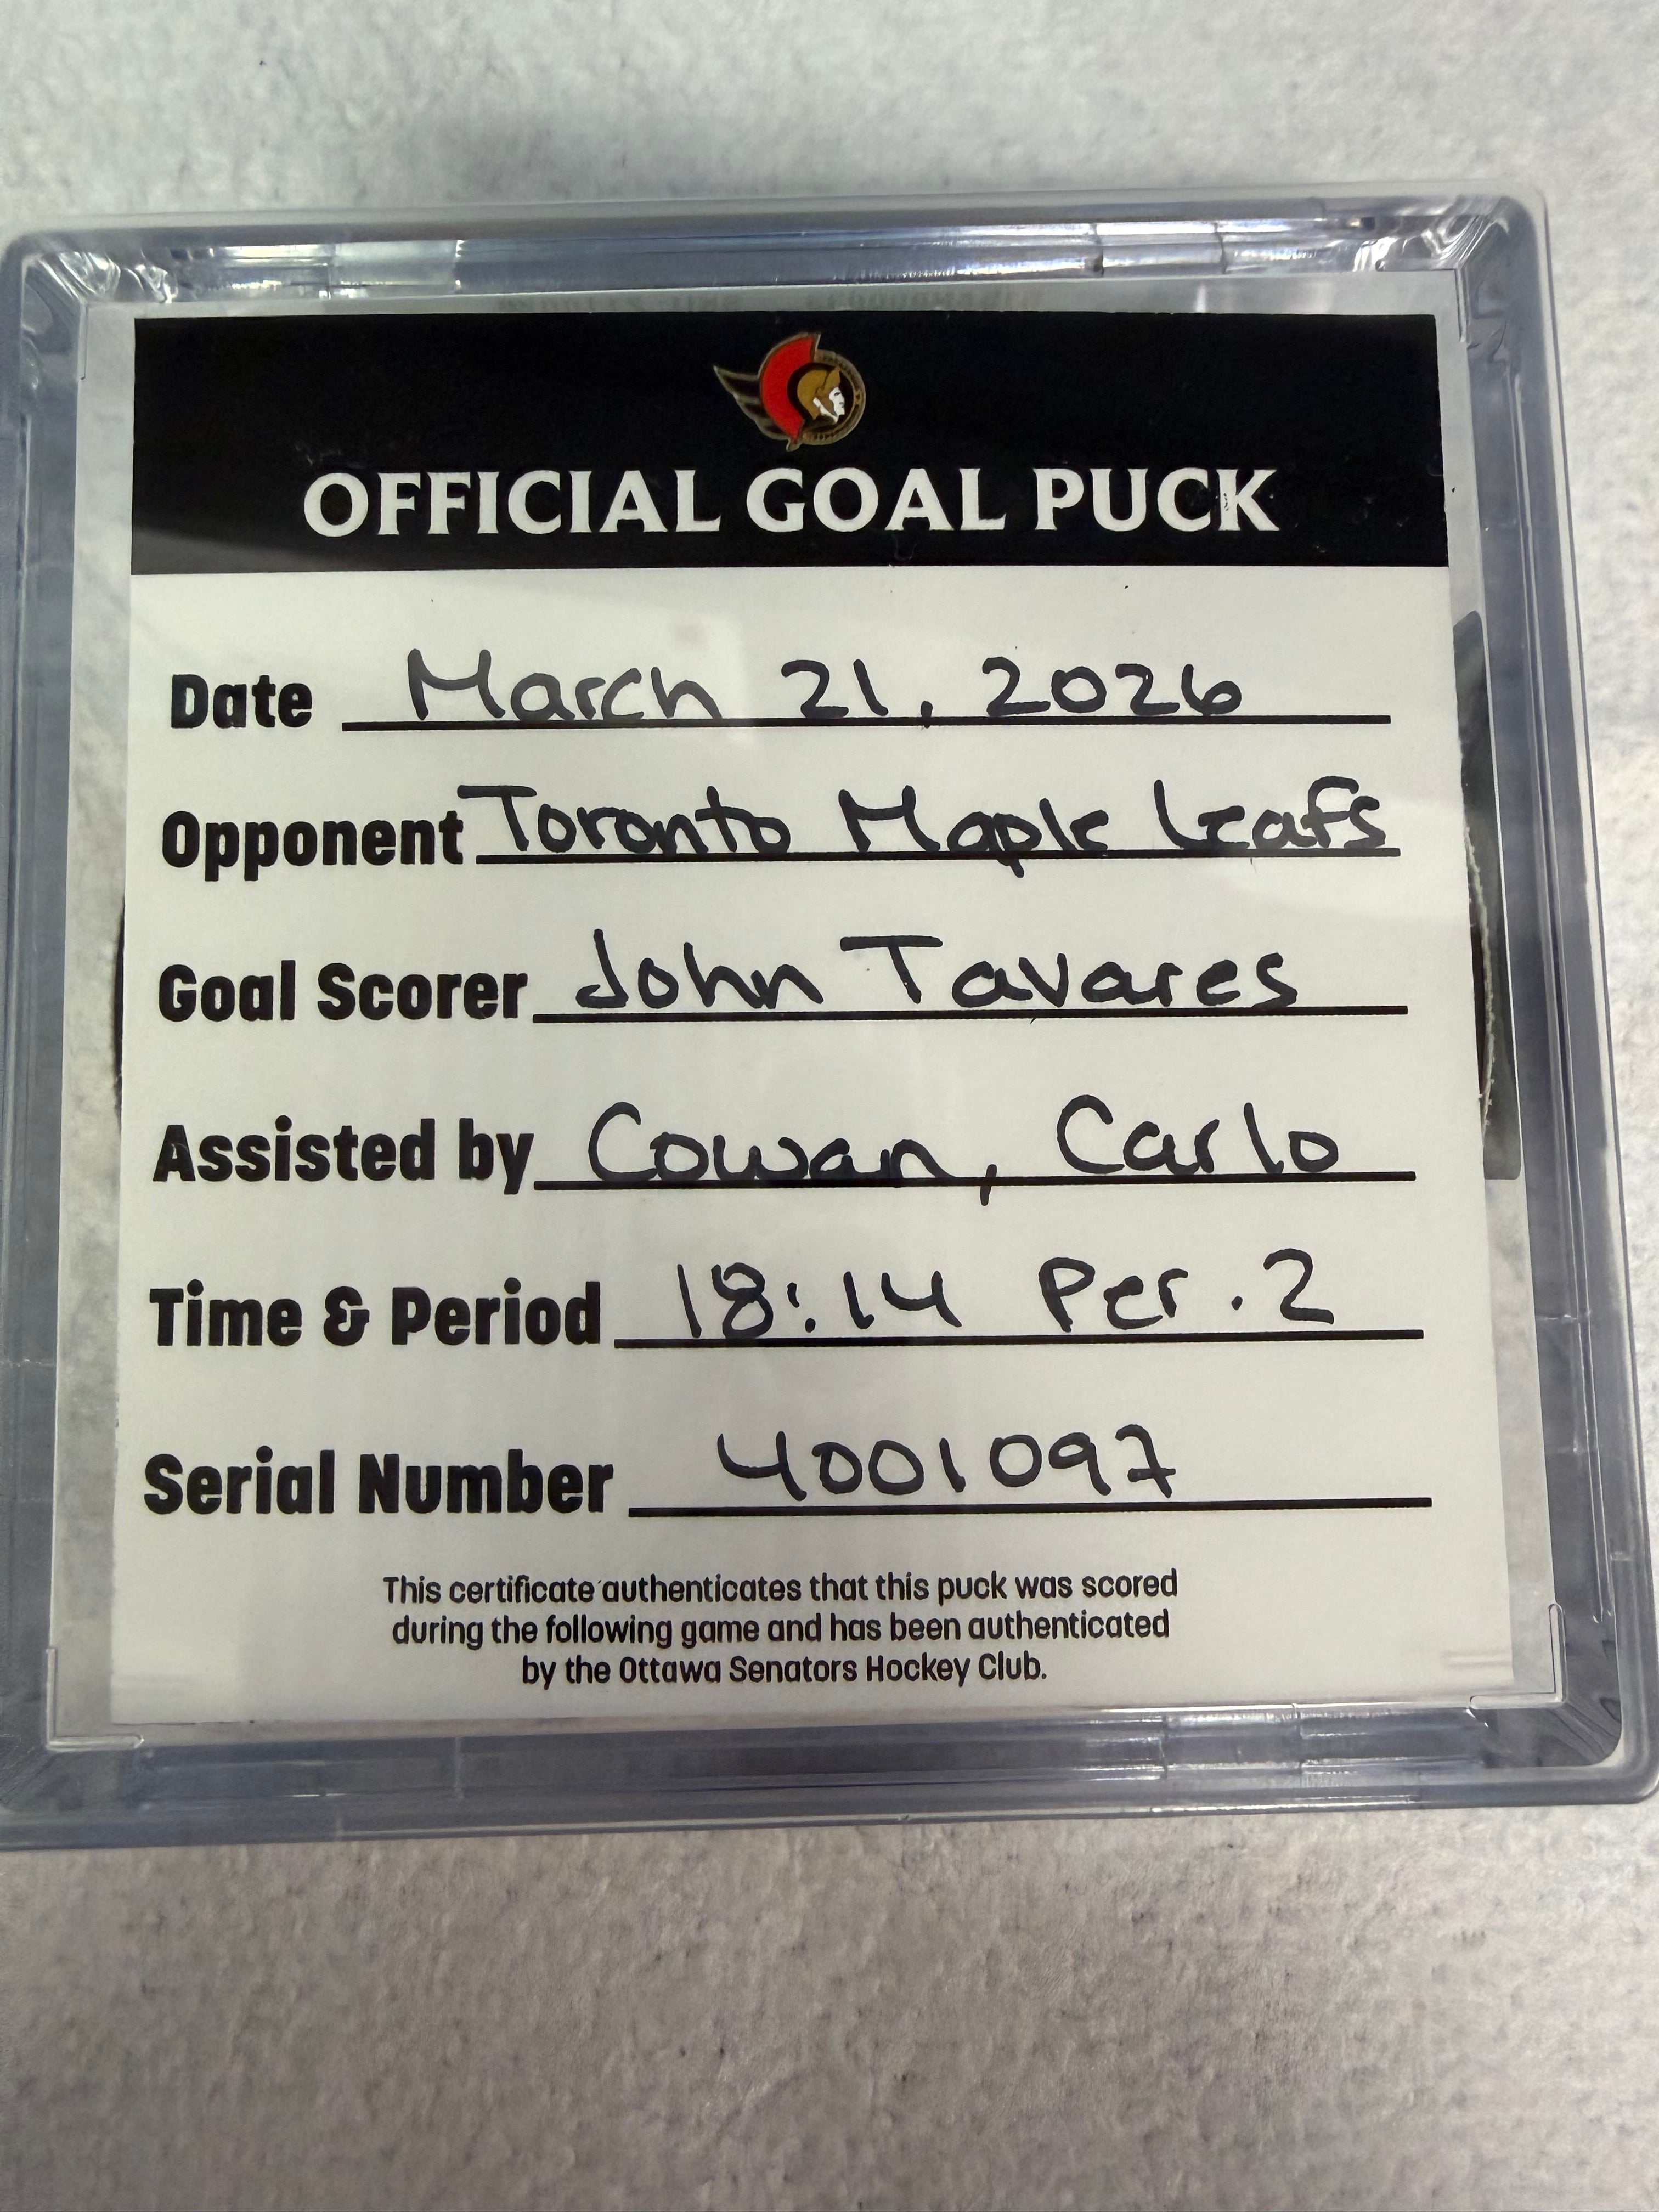 OFFICIAL GOAL PUCK
Date March 21, 2026
Opponent Toronto Maple Leafs
Goal Scorer John Tavares
Assisted by Cowan, Carlo
Time & Period 18:14 Per. 2
Serial Number 4001097
This certificate authenticates that this puck was scored
during the following game and has been authenticated
by the Ottawa Senators Hockey Club.